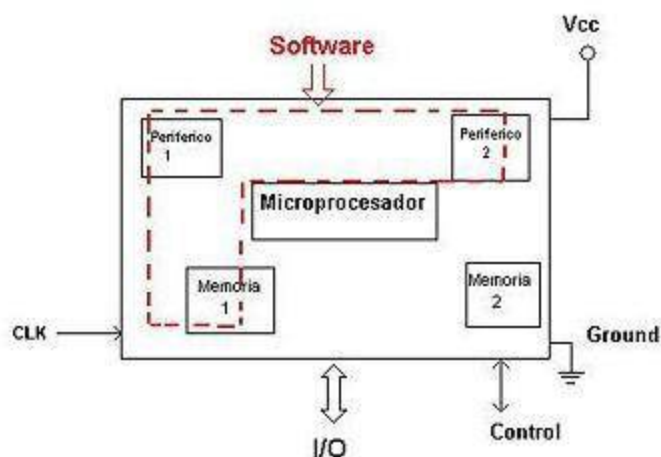 Vcc
Software
Periferico
1
Periferico
2
Microprocesador
Memoria
1
Memoria
2
CLK
Ground
Control
I/O